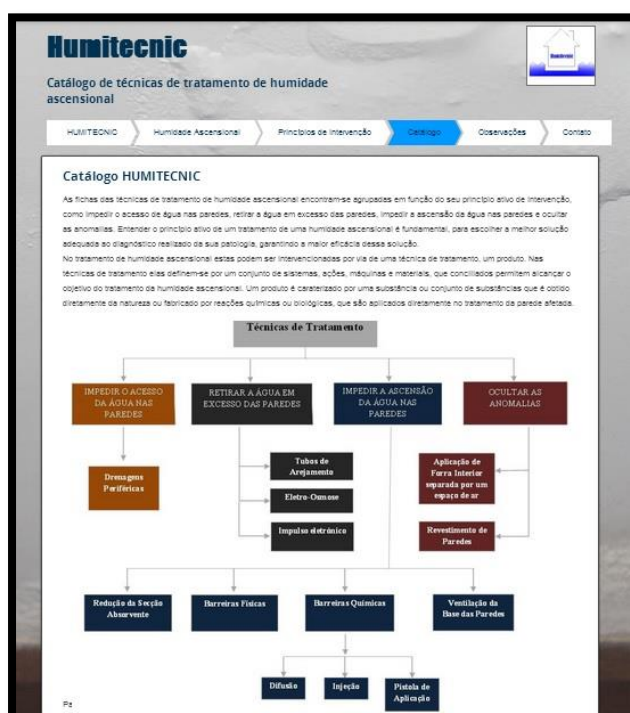 Humitecnic
Humitecnic
Catálogo de técnicas de tratamento de humidade
ascensional
HUMITECNIC
Humidade Ascensional
Princípios de Intervenção
Catálogo
Observações
Contato
Catálogo HUMITECNIC
As fichas das técnicas de tratamento de humidade ascensional encontram-se agrupadas em função do seu princípio ativo de intervenção,
como impedir o acesso de água nas paredes, retirar a água em excesso das paredes, impedir a ascensão da água nas paredes e ocultar
as anomalias. Entender o princípio ativo de um tratamento de uma humidade ascensional é fundamental, para escolher a melhor solução
adequada ao diagnóstico realizado da sua patologia, garantindo a maior eficácia dessa solução.
No tratamento de humidade ascensional estas podem ser intervencionadas por via de uma técnica de tratamento, um produto. Nas
técnicas de tratamento elas definem-se por um conjunto de sistemas, ações, máquinas e materiais, que conciliados permitem alcançar o
objetivo do tratamento da humidade ascensional. Um produto é caraterizado por uma substância ou conjunto de substâncias que é obtido
diretamente da natureza ou fabricado por reações químicas ou biológicas, que são aplicados diretamente no tratamento da parede afetada.
Técnicas de Tratamento
IMPEDIR O ACESSO
DA ÁGUA NAS
PAREDES
RETIRAR A ÁGUA EM
EXCESSO DAS PAREDES
IMPEDIR A ASCENSÃO
DA ÁGUA NAS
PAREDES
OCULTAR AS
ANOMALIAS
Drenagens
Periféricas
Tubos de
Arejamento
Eletro-Osmose
Impulso eletrónico
Aplicação de
Forra Interior
separada por um
espaço de ar
Revestimento de
Paredes
Redução da Secção
Absorvente
Barreiras Físicas
Barreiras Químicas
Ventilação da
Base das Paredes
Difusão
Injeção
Pistola de
Aplicação
Pa